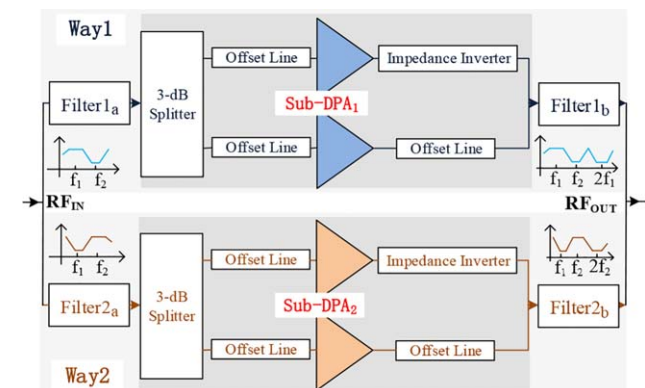 Way1
Filter1a
3-dB
Splitter
Offset Line
Impedance Inverter
Sub-DPA1
Offset Line
Offset Line
Filter1b
f1 f2
f1 f2 2f1
RFIN
RFOUT
f1 f2
f1 f2 2f2
Filter2a
3-dB
Splitter
Offset Line
Impedance Inverter
Sub-DPA2
Offset Line
Offset Line
Filter2b
Way2